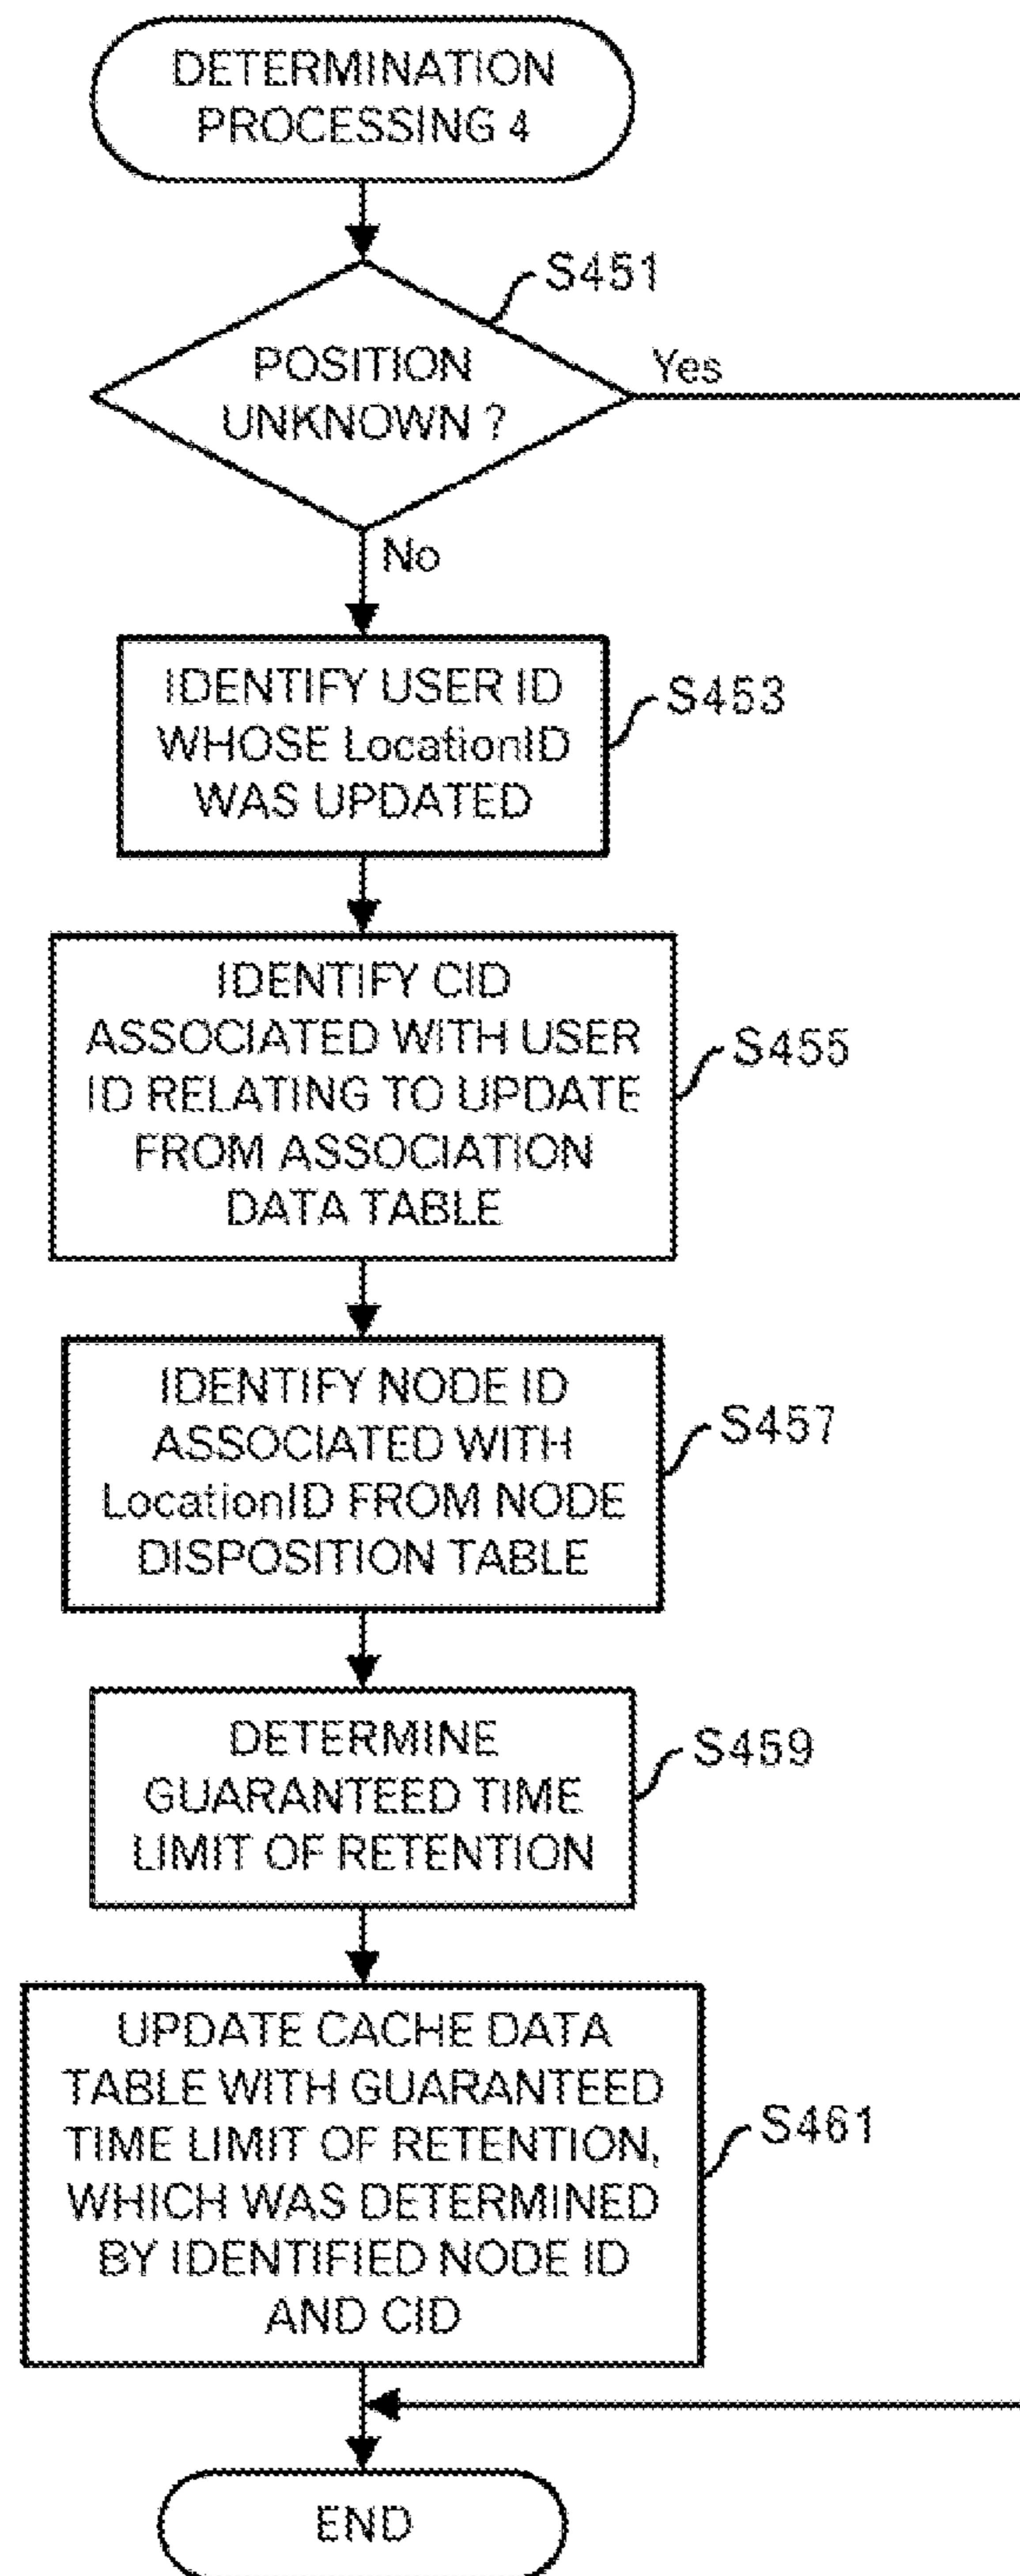 DETERMINATION
PROCESSING 4
S451
POSITION
UNKNOWN ?
Yes
No
IDENTIFY USER ID
WHOSE LocationID
WAS UPDATED
S453
IDENTIFY CID
ASSOCIATED WITH USER
ID RELATING TO UPDATE
FROM ASSOCIATION
DATA TABLE
S455
IDENTIFY NODE ID
ASSOCIATED WITH
LocationID FROM NODE
DISPOSITION TABLE
S457
DETERMINE
GUARANTEED TIME
LIMIT OF RETENTION
S459
UPDATE CACHE DATA
TABLE WITH GUARANTEED
TIME LIMIT OF RETENTION,
WHICH WAS DETERMINED
BY IDENTIFIED NODE ID
AND CID
S461
END